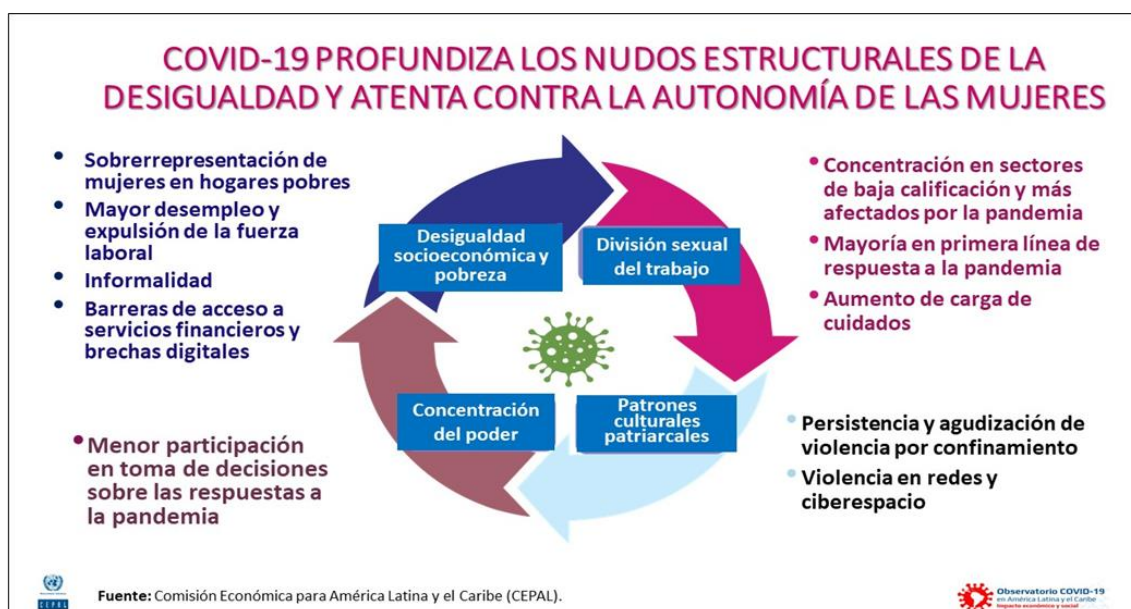 COVID-19 PROFUNDIZA LOS NUDOS ESTRUCTURALES DE LA
DESIGUALDAD Y ATENTA CONTRA LA AUTONOMÍA DE LAS MUJERES
• Sobrerrepresentación de
mujeres en hogares pobres
• Mayor desempleo y
expulsión de la fuerza
laboral
• Informalidad
• Barreras de acceso a
servicios financieros y
brechas digitales
Desigualdad
socioeconómica y
pobreza
División sexual
del trabajo
• Concentración en sectores
de baja calificación y más
afectados por la pandemia
• Mayoría en primera línea de
respuesta a la pandemia
• Aumento de carga de
cuidados
• Menor participación
en toma de decisiones
sobre las respuestas a
la pandemia
Concentración
del poder
Patrones
culturales
patriarcales
• Persistencia y agudización de
violencia por confinamiento
• Violencia en redes y
ciberespacio
CEPAL
Fuente: Comisión Económica para América Latina y el Caribe (CEPAL).
Observatorio COVID-19
en América Latina y el Caribe
Impacto económico y social